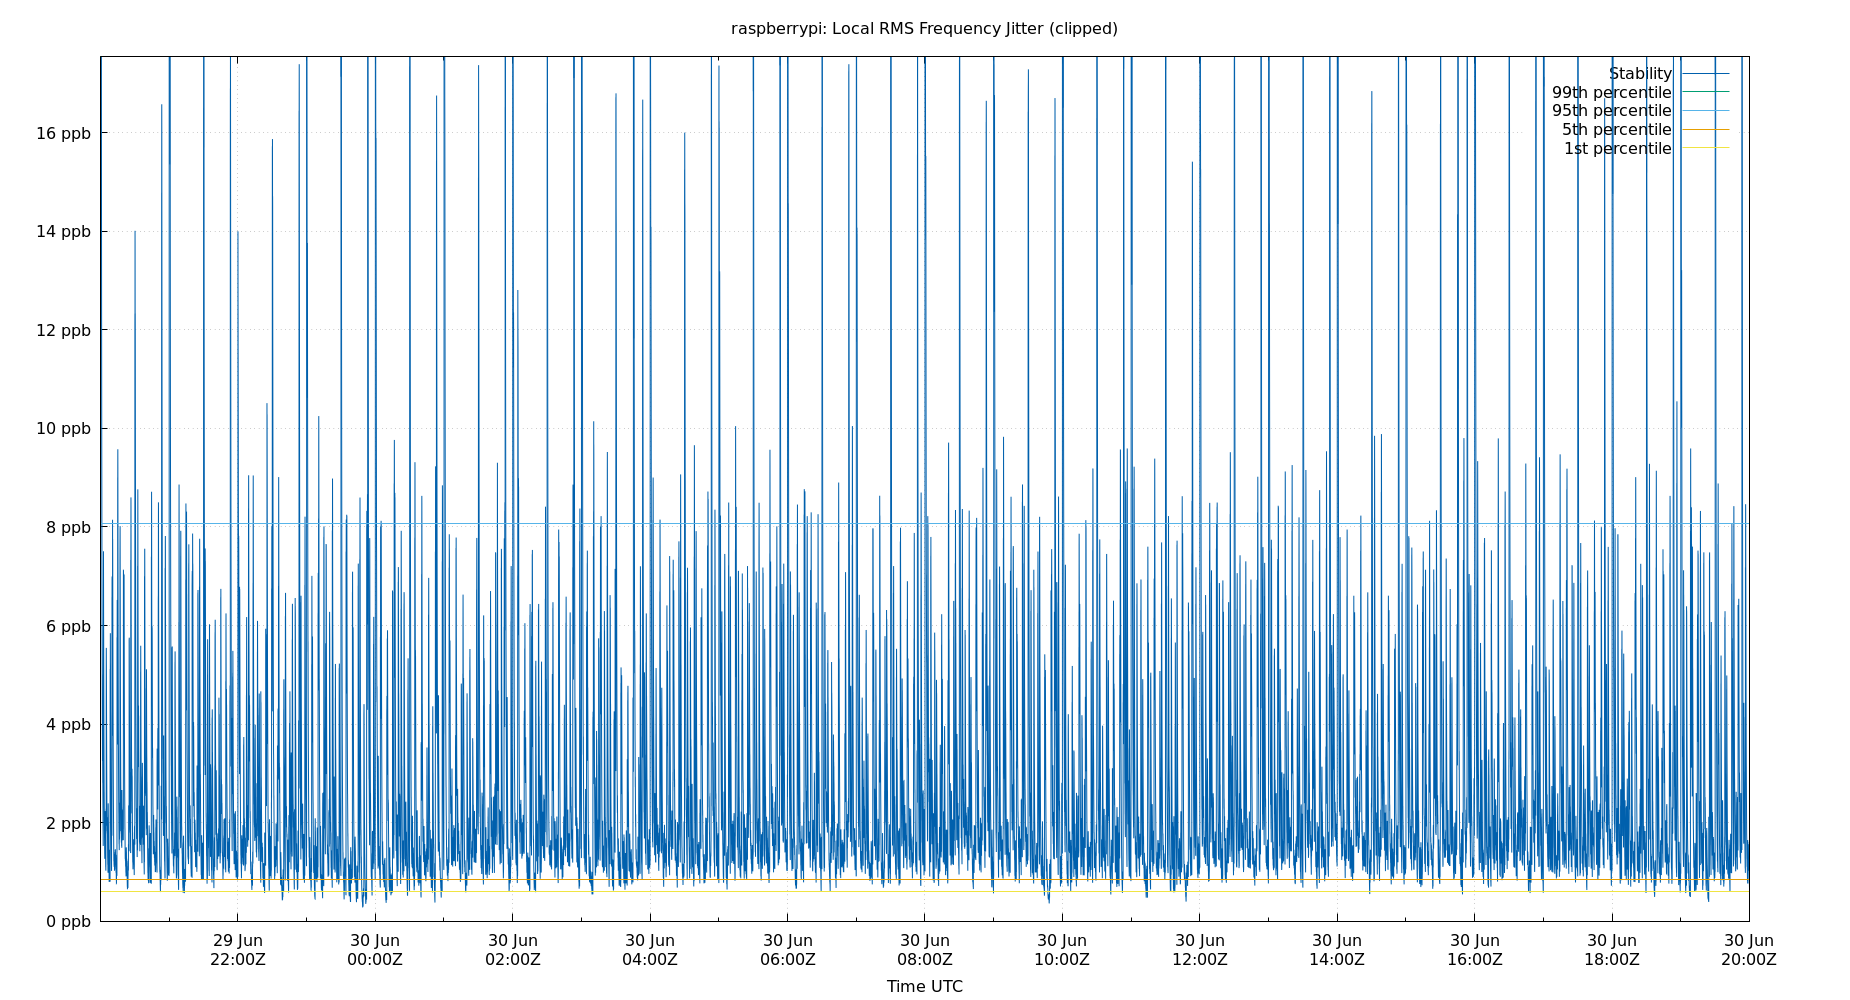 raspberrypi: Local RMS Frequency Jitter (clipped)
Stability
99th percentile
95th percentile
5th percentile
1st percentile
16 ppb
14 ppb
12 ppb
10 ppb
8 ppb
6 ppb
4 ppb
2 ppb
0 ppb
29 Jun 30 Jun 30 Jun 30 Jun 30 Jun 30 Jun 30 Jun 30 Jun 30 Jun 30 Jun 30 Jun 30 Jun
22:00Z 00:00Z 02:00Z 04:00Z 06:00Z 08:00Z 10:00Z 12:00Z 14:00Z 16:00Z 18:00Z 20:00Z
Time UTC